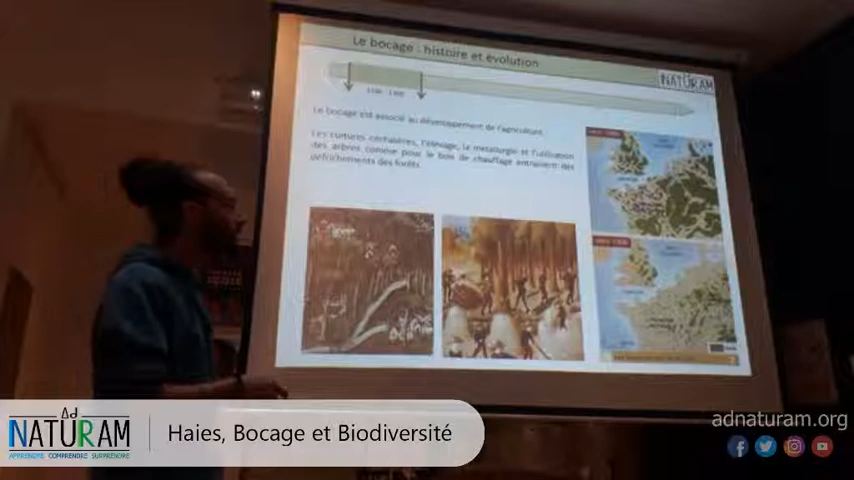 Le bocage : histoire et évolution
NATURAM
Le bocage est associé au développement de l'agriculture.
Les cultures céréalières, l'élevage, la métallurgie et l'utilisation
des arbres comme pour le bois de chauffage entrainent des
défrichements des forêts.
Ad
NATURAM
APPRENDRE COMPRENDRE SURPRENDRE
Haies, Bocage et Biodiversité
adnaturam.org